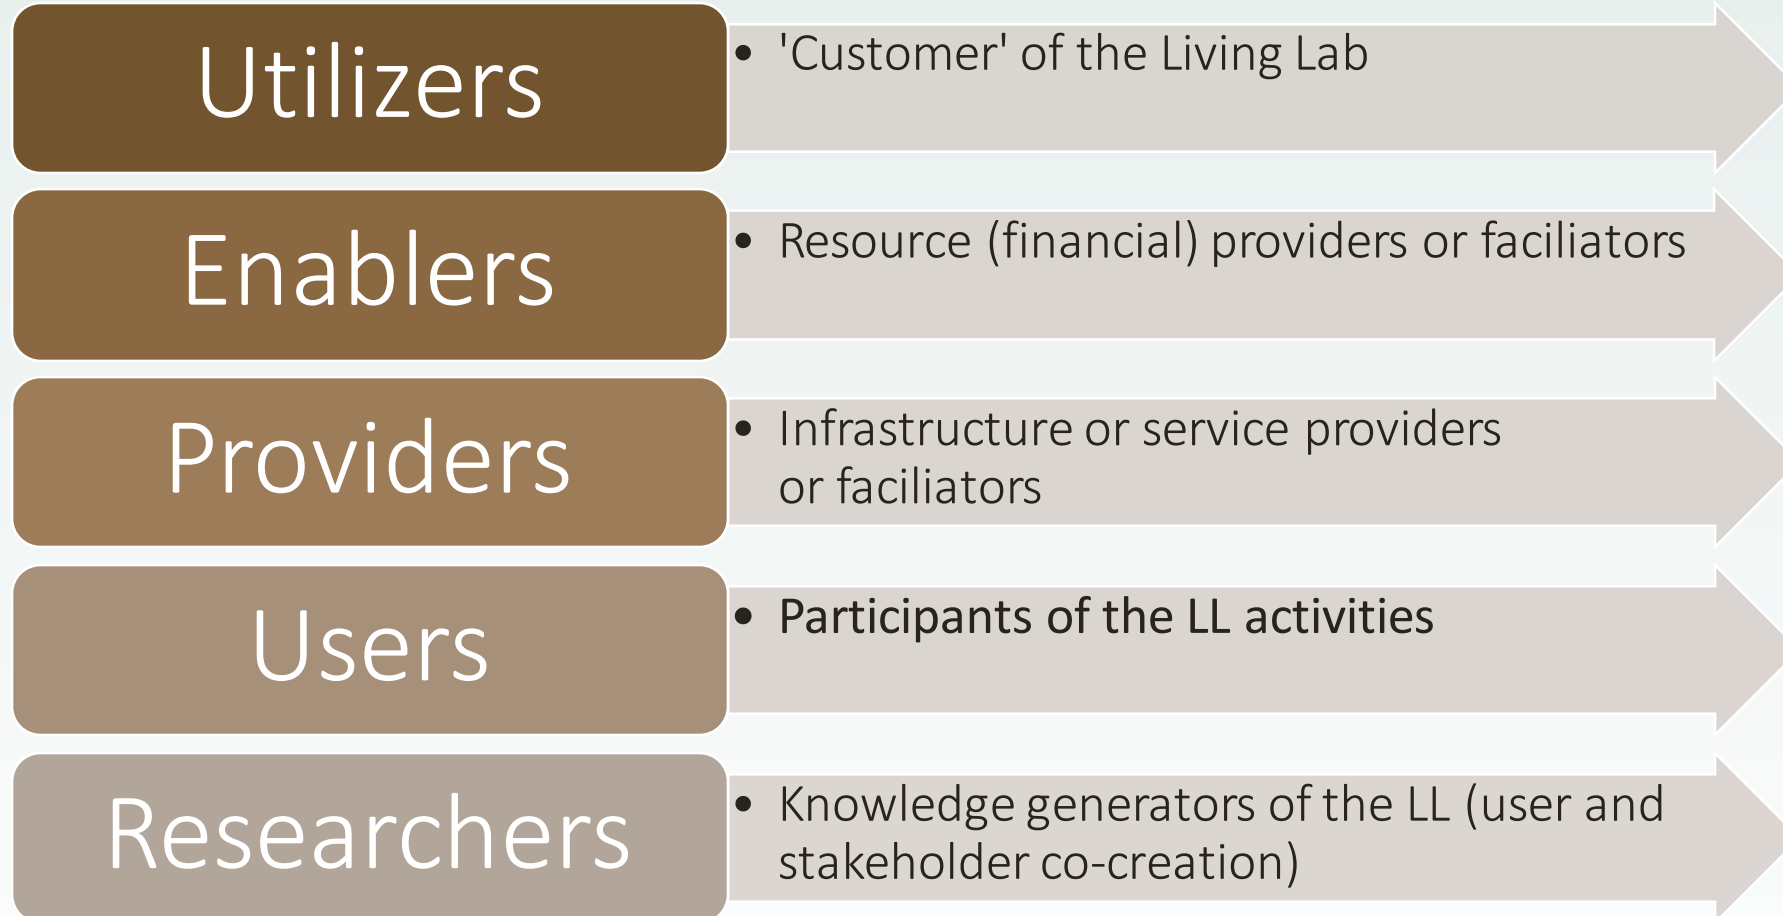 Utilizers
• 'Customer' of the Living Lab
Enablers
• Resource (financial) providers or faciliators
Providers
• Infrastructure or service providers
or faciliators
Users
• Participants of the LL activities
Researchers
• Knowledge generators of the LL (user and
stakeholder co-creation)